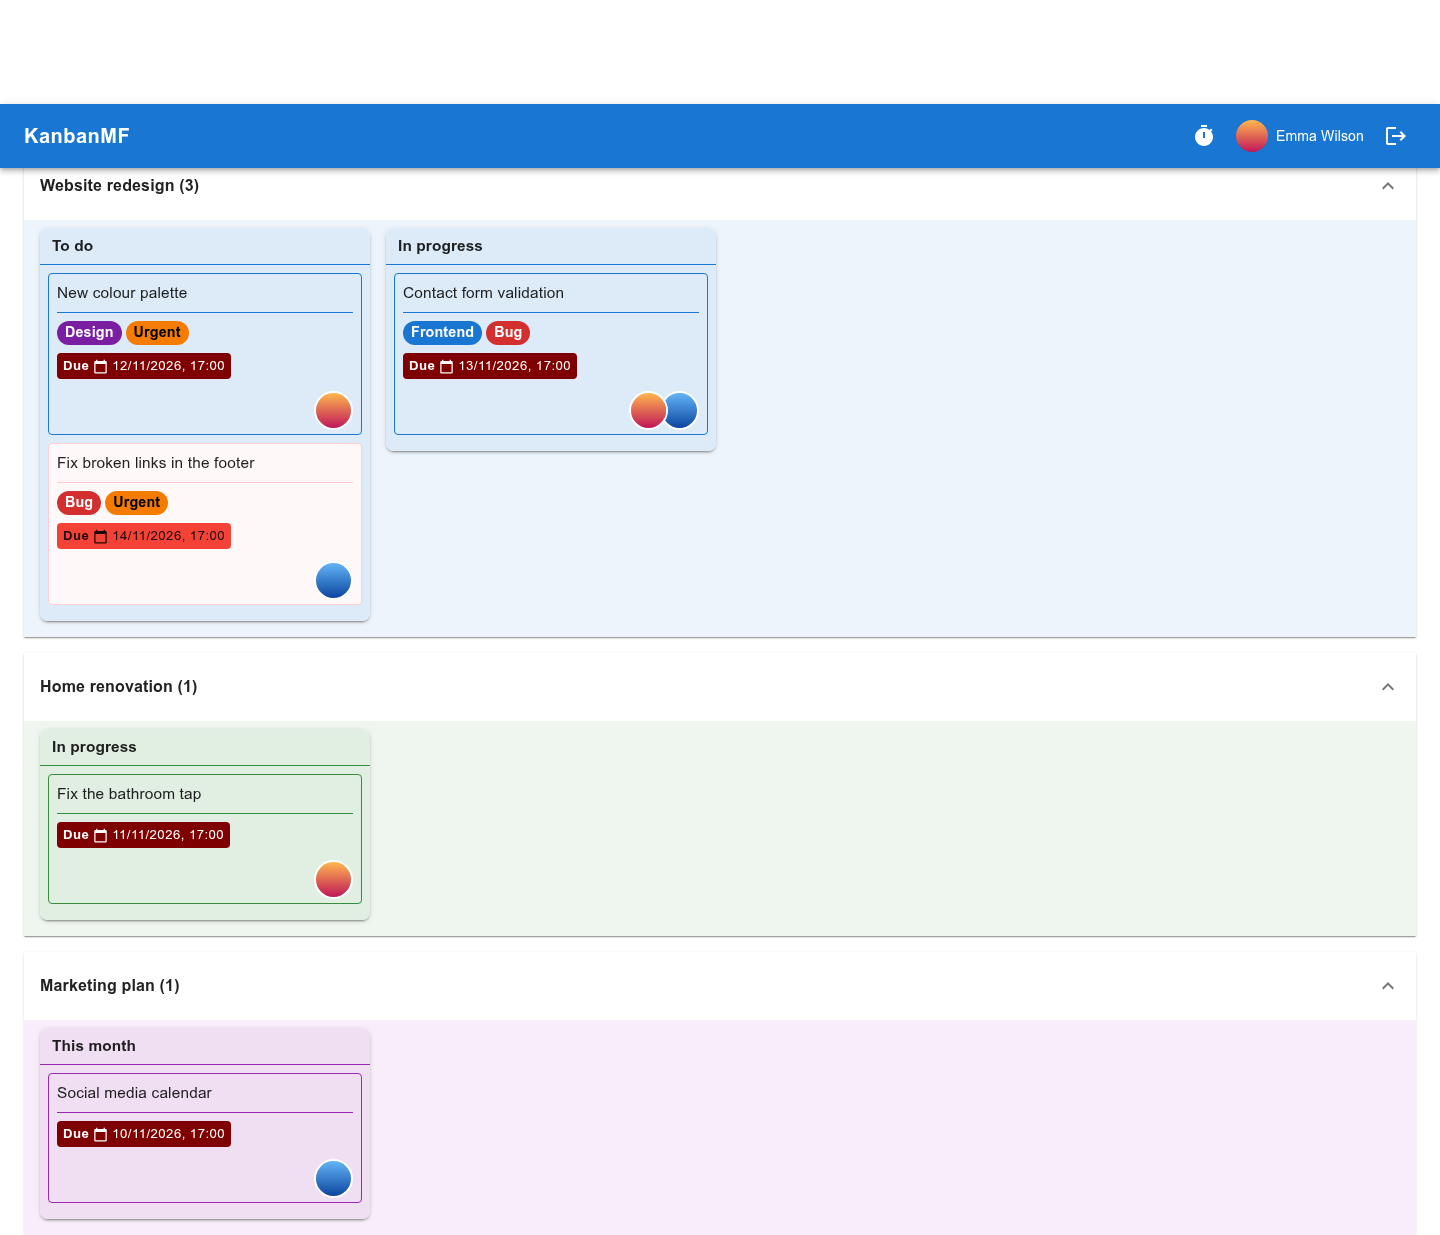 KanbanMF
Emma Wilson
Website redesign (3)
To do
New colour palette
Design Urgent
Due 12/11/2026, 17:00
Fix broken links in the footer
Bug Urgent
Due 14/11/2026, 17:00
In progress
Contact form validation
Frontend Bug
Due 13/11/2026, 17:00
Home renovation (1)
In progress
Fix the bathroom tap
Due 11/11/2026, 17:00
Marketing plan (1)
This month
Social media calendar
Due 10/11/2026, 17:00